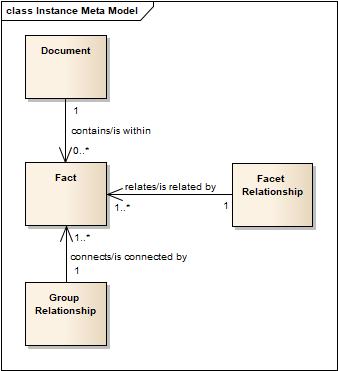 class Instance Meta Model
Document
1
contains/is within
0..*
Fact
relates/is related by
1..*
1
Facet
Relationship
1..*
connects/is connected by
1
Group
Relationship